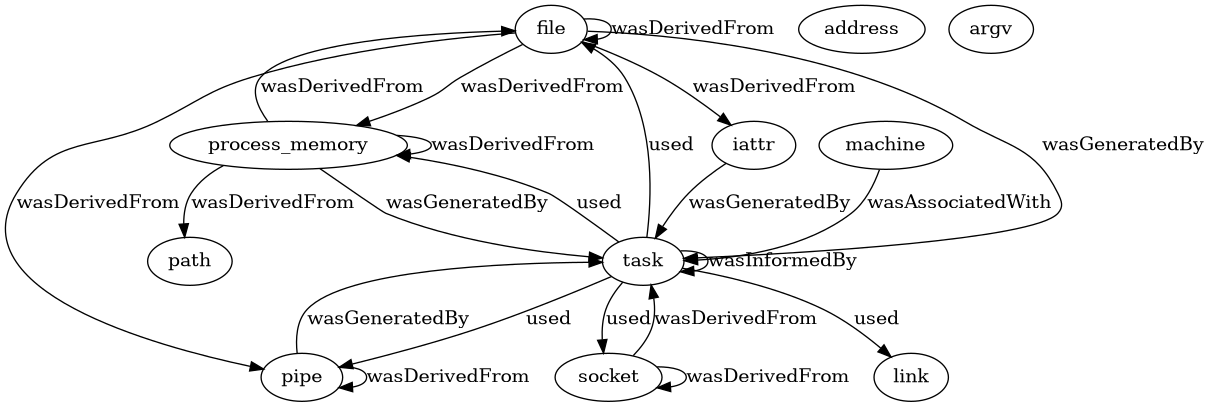 file
wasDerivedFrom
address
argv
wasDerivedFrom
wasDerivedFrom
wasDerivedFrom
process_memory
wasDerivedFrom
used
iattr
machine
wasGeneratedBy
wasDerivedFrom
wasDerivedFrom
wasGeneratedBy
used
wasGeneratedBy
wasAssociatedWith
path
task
wasInformedBy
wasGeneratedBy
used
used
wasDerivedFrom
used
pipe
wasDerivedFrom
socket
wasDerivedFrom
link